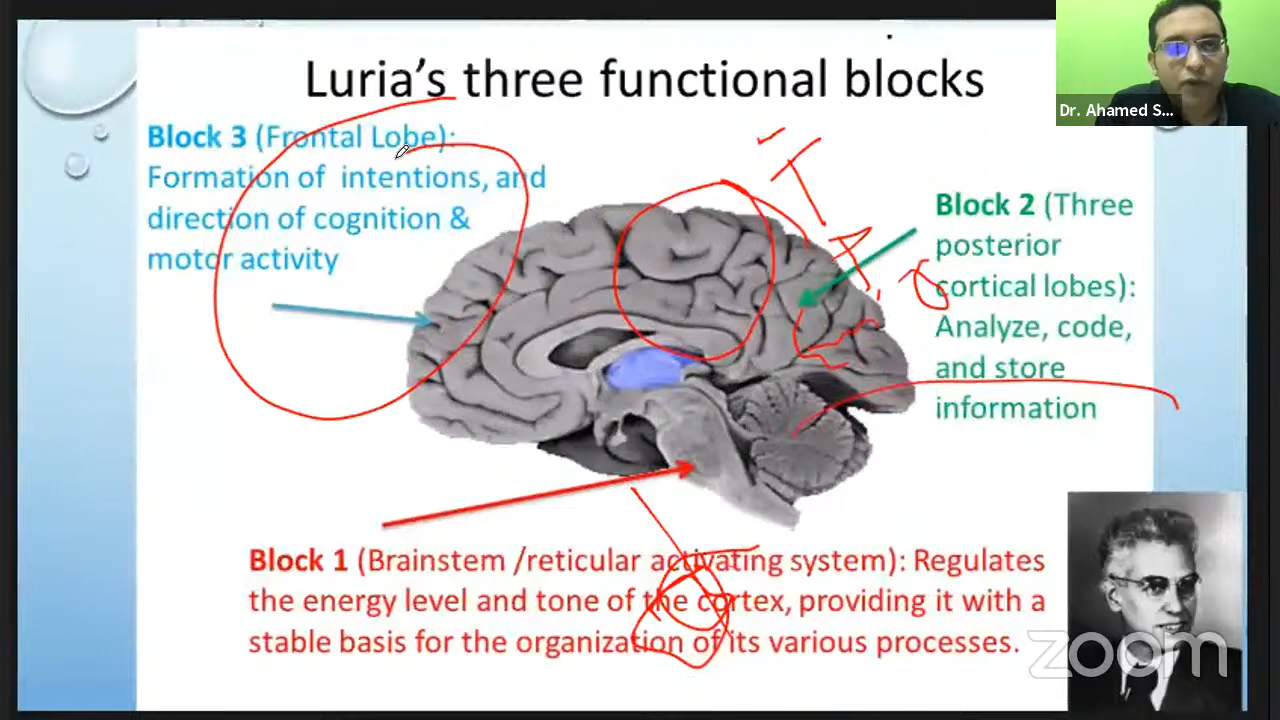 Luria's three functional blocks
Dr. Ahamed S...
Block 3 (Frontal Lobe):
Formation of intentions, and
direction of cognition &
motor activity
Block 2 (Three
posterior
cortical lobes):
Analyze, code,
and store
information
Block 1 (Brainstem /reticular activating system): Regulates
the energy level and tone of the cortex, providing it with a
stable basis for the organization of its various processes.
zoom